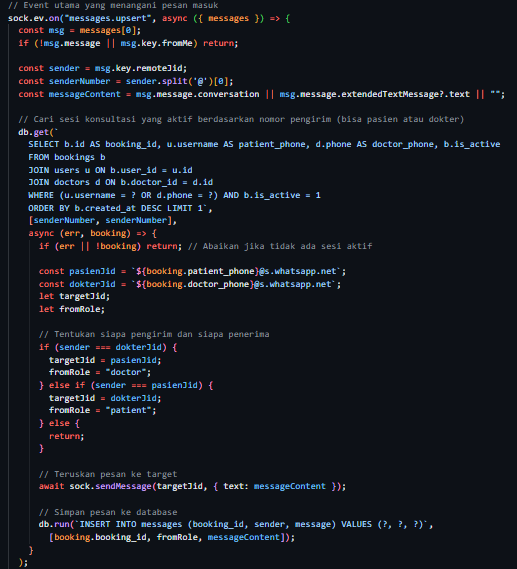 // Event utama yang menangani pesan masuk
sock.ev.on("messages.upsert", async ({ messages }) => {
  const msg = messages[0];
  if (!msg.message || msg.key.fromMe) return;

  const sender = msg.key.remoteJid;
  const senderNumber = sender.split('@')[0];
  const messageContent = msg.message.conversation || msg.message.extendedTextMessage?.text || "";

  // Cari sesi konsultasi yang aktif berdasarkan nomor pengirim (bisa pasien atau dokter)
  db.get(`
    SELECT b.id AS booking_id, u.username AS patient_phone, d.phone AS doctor_phone, b.is_active
    FROM bookings b
    JOIN users u ON b.user_id = u.id
    JOIN doctors d ON b.doctor_id = d.id
    WHERE (u.username = ? OR d.phone = ?) AND b.is_active = 1
    ORDER BY b.created_at DESC LIMIT 1`,
    [senderNumber, senderNumber],
    async (err, booking) => {
      if (err || !booking) return; // Abaikan jika tidak ada sesi aktif

      const pasienJid = `${booking.patient_phone}@s.whatsapp.net`;
      const dokterJid = `${booking.doctor_phone}@s.whatsapp.net`;
      let targetJid;
      let fromRole;

      // Tentukan siapa pengirim dan siapa penerima
      if (sender === dokterJid) {
        targetJid = pasienJid;
        fromRole = "doctor";
      } else if (sender === pasienJid) {
        targetJid = dokterJid;
        fromRole = "patient";
      } else {
        return;
      }

      // Teruskan pesan ke target
      await sock.sendMessage(targetJid, { text: messageContent });

      // Simpan pesan ke database
      db.run(`INSERT INTO messages (booking_id, sender, message) VALUES (?, ?, ?)`,
        [booking.booking_id, fromRole, messageContent]);
    }
  );